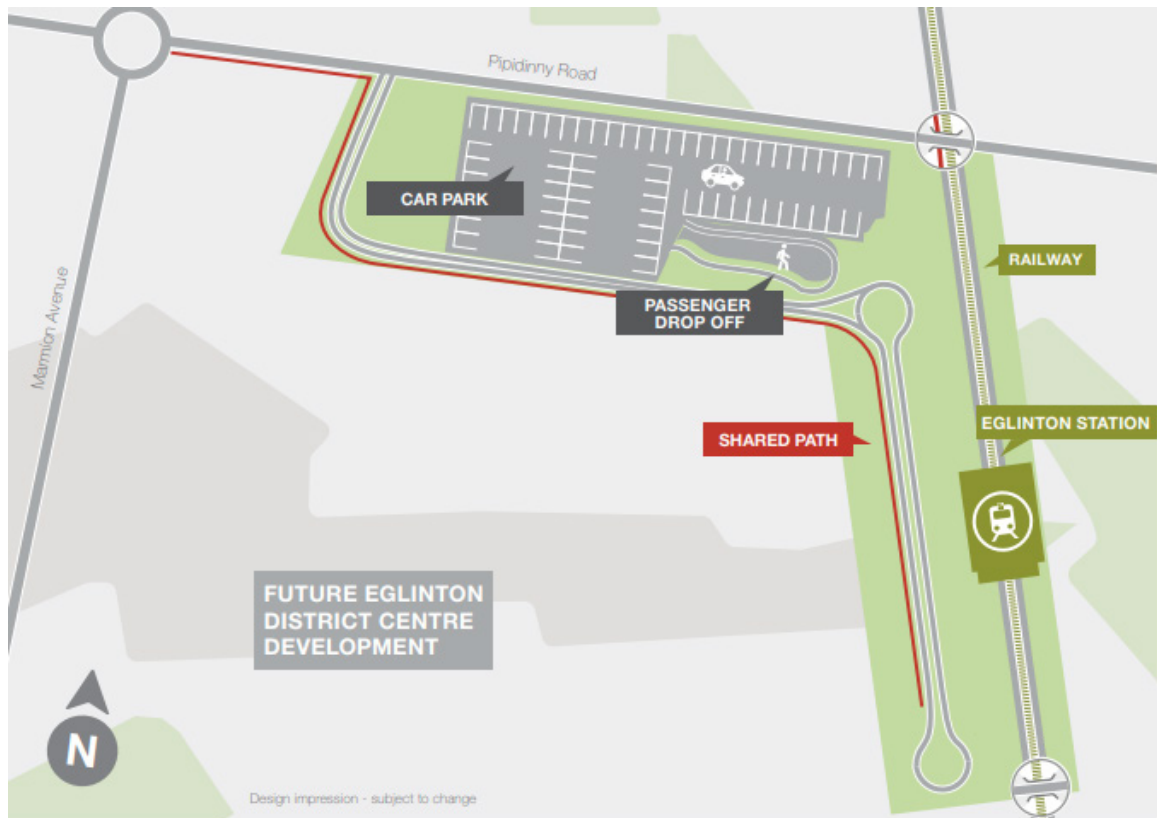 Pipidinny Road
CAR PARK
RAILWAY
PASSENGER
DROP OFF
Marmion Avenue
EGLINTON STATION
SHARED PATH
FUTURE EGLINTON
DISTRICT CENTRE
DEVELOPMENT
N
Design impression - subject to change